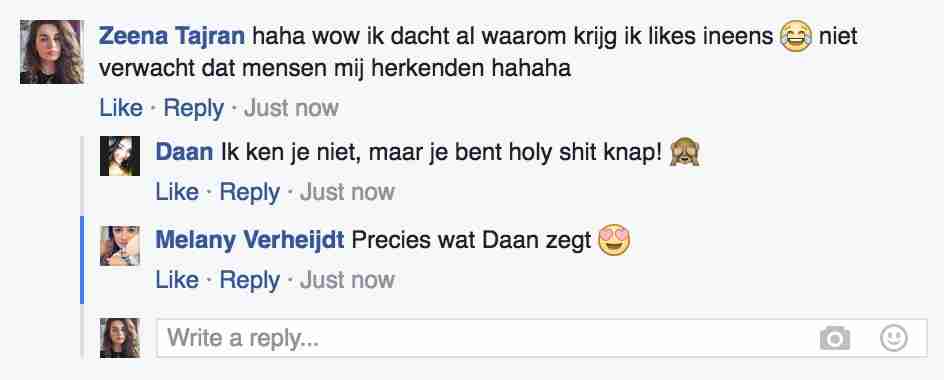 Zeena Tajran haha wow ik dacht al waarom krijg ik likes ineens 😂 niet
verwacht dat mensen mij herkenden hahaha
Like · Reply · Just now
Daan Ik ken je niet, maar je bent holy shit knap! 🙈
Like · Reply · Just now
Melany Verheijdt Precies wat Daan zegt 😍
Like · Reply · Just now
Write a reply...